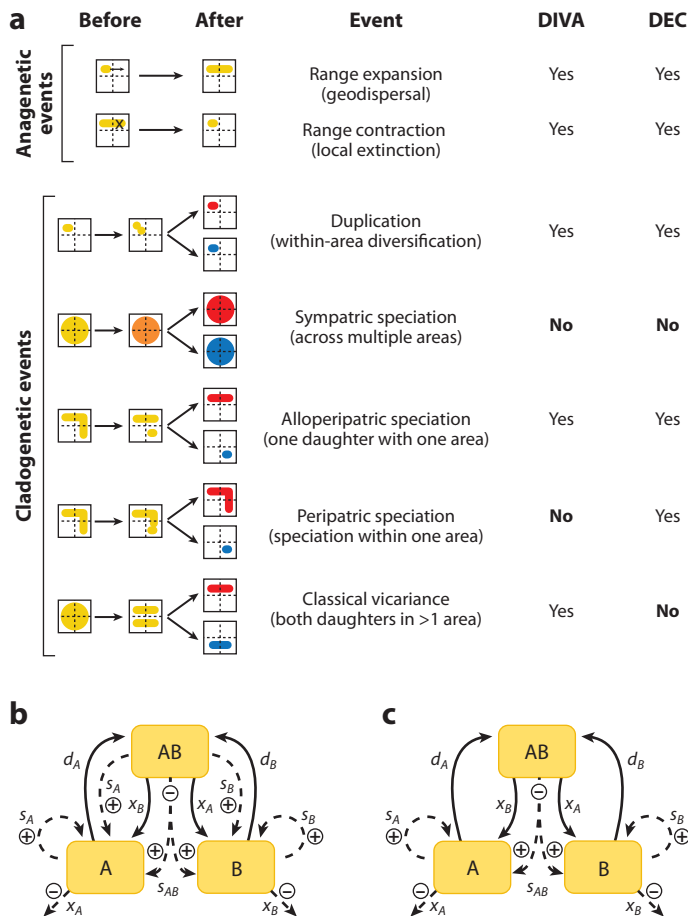 a
Before After Event DIVA DEC
Anagenetic
events
Range expansion
(geodispersal)
Yes Yes
X
Range contraction
(local extinction)
Yes Yes
Cladogenetic events
Duplication
(within-area diversification)
Yes Yes
Sympatric speciation
(across multiple areas)
No No
Alloperipatric speciation
(one daughter with one area)
Yes Yes
Peripatric speciation
(speciation within one area)
No Yes
Classical vicariance
(both daughters in >1 area)
Yes No
b
AB
d_A d_B
s_A s_B
+ x_B − x_A +
s_A s_B
+ + + +
A s_AB B
− −
x_A x_B
c
AB
d_A d_B
x_B − x_A
s_A s_B
+ + + +
A s_AB B
− −
x_A x_B